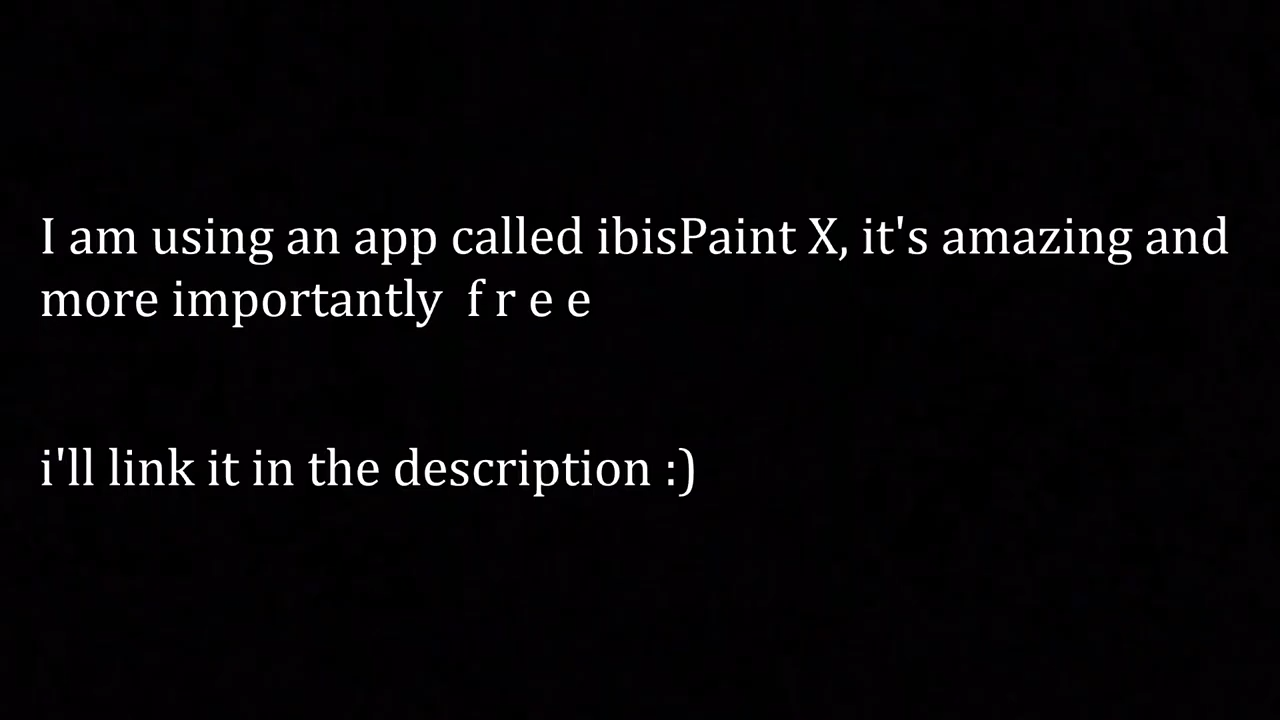 I am using an app called ibisPaint X, it's amazing and
more importantly  f r e e
i'll link it in the description :)